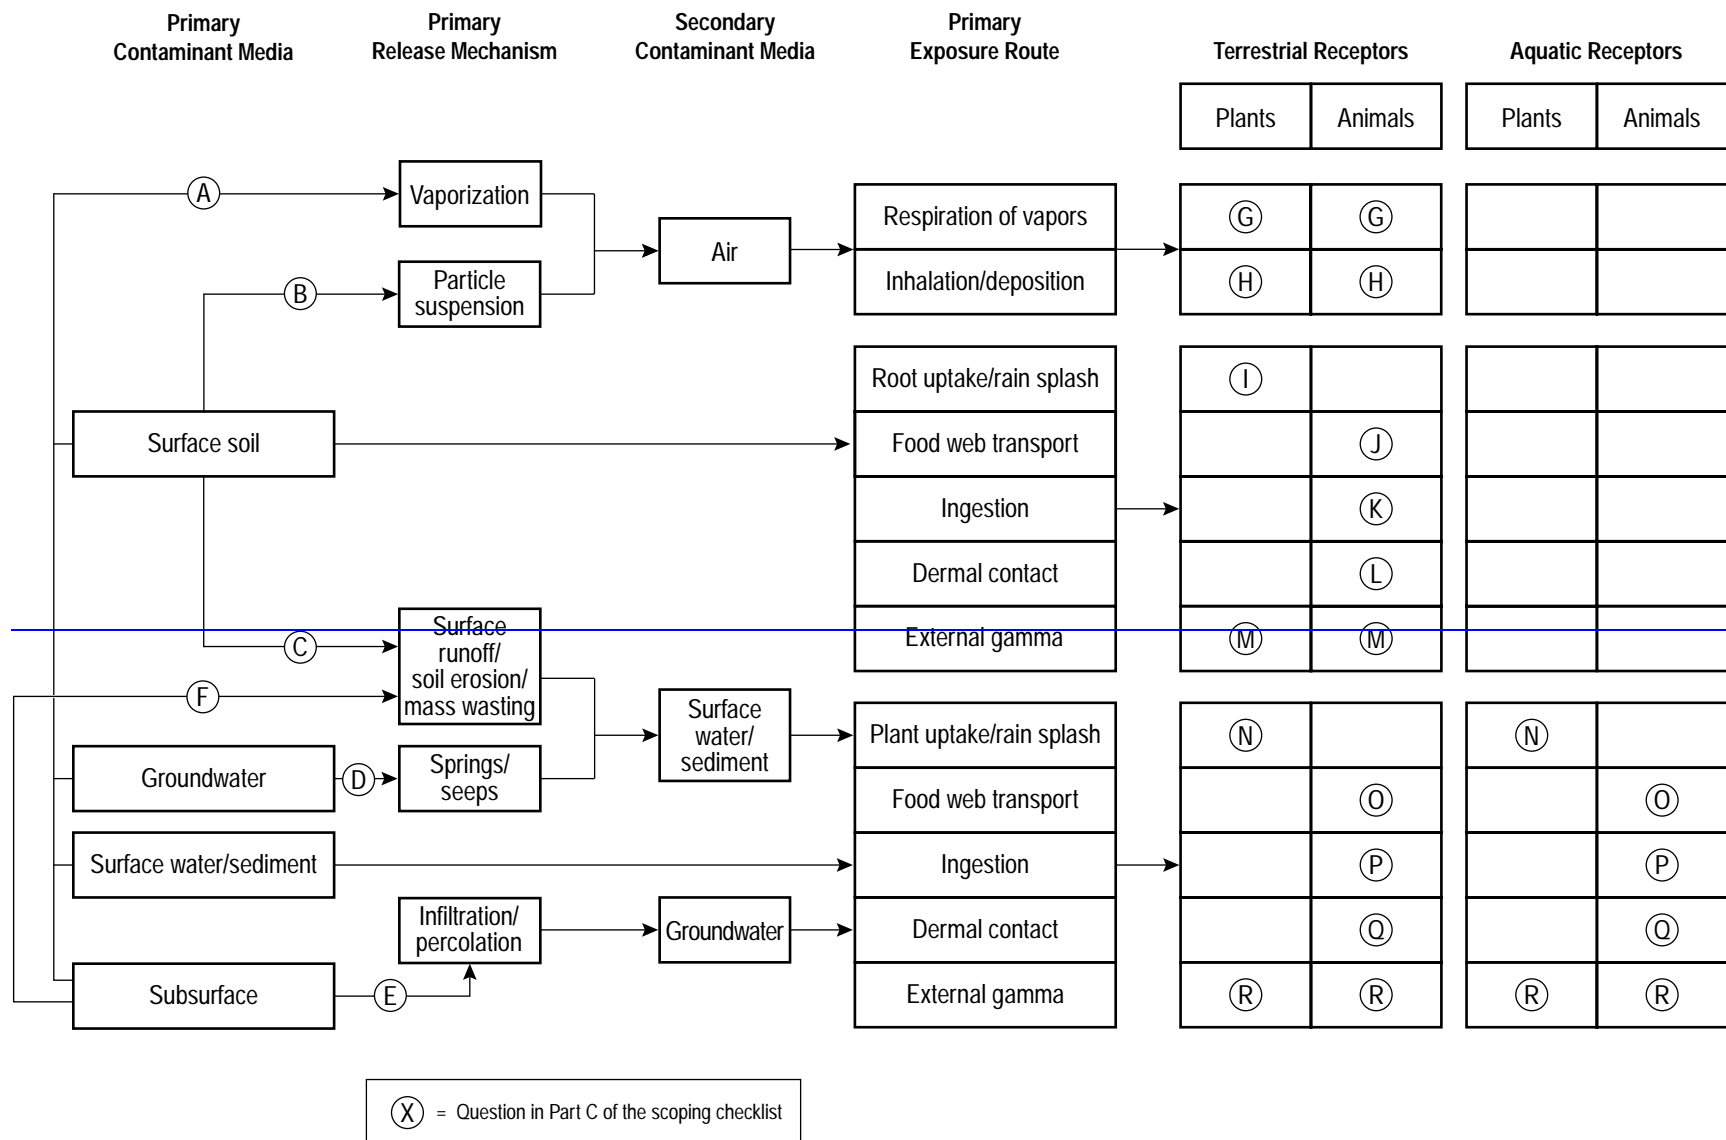 Primary
Contaminant Media
Primary
Release Mechanism
Secondary
Contaminant Media
Primary
Exposure Route
Terrestrial Receptors
Aquatic Receptors
Plants
Animals
Plants
Animals
A
Vaporization
B
Particle
suspension
Air
Respiration of vapors
G
G
Inhalation/deposition
H
H
Surface soil
Root uptake/rain splash
I
Food web transport
J
Ingestion
K
Dermal contact
L
External gamma
M
M
C
F
Surface
runoff/
soil erosion/
mass wasting
Groundwater
D
Springs/
seeps
Surface
water/
sediment
Plant uptake/rain splash
N
N
Food web transport
O
O
Surface water/sediment
Ingestion
P
P
Infiltration/
percolation
Groundwater
Dermal contact
Q
Q
Subsurface
E
External gamma
R
R
R
R
X = Question in Part C of the scoping checklist